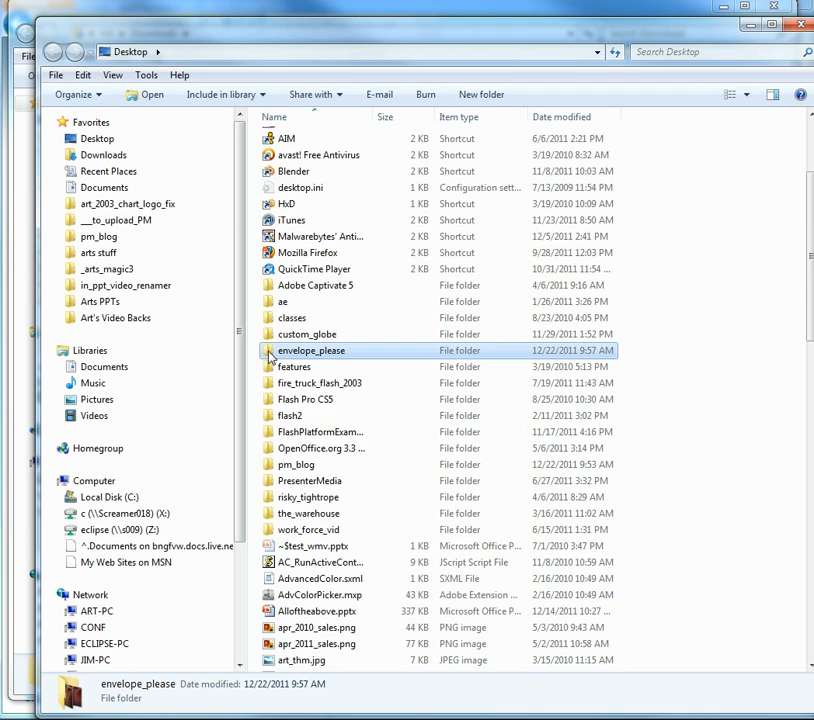 Desktop
Search Desktop
File Edit View Tools Help
Organize Open Include in library Share with E-mail Burn New folder
Name Size Item type Date modified
AIM 2 KB Shortcut 6/6/2011 2:21 PM
avast! Free Antivirus 2 KB Shortcut 3/19/2010 8:32 AM
Blender 2 KB Shortcut 11/8/2011 10:03 AM
desktop.ini 1 KB Configuration sett... 7/13/2009 11:54 PM
HxD 1 KB Shortcut 3/19/2010 10:09 AM
iTunes 2 KB Shortcut 11/23/2011 8:50 AM
Malwarebytes' Anti... 2 KB Shortcut 12/5/2011 2:41 PM
Mozilla Firefox 2 KB Shortcut 9/28/2011 12:03 PM
QuickTime Player 2 KB Shortcut 10/31/2011 11:54 ...
Adobe Captivate 5 File folder 4/6/2011 9:16 AM
ae File folder 1/26/2011 3:26 PM
classes File folder 8/23/2010 4:05 PM
custom_globe File folder 11/29/2011 1:52 PM
envelope_please File folder 12/22/2011 9:57 AM
features File folder 3/19/2010 5:13 PM
fire_truck_flash_2003 File folder 7/19/2011 11:43 AM
Flash Pro CS5 File folder 8/25/2010 10:30 AM
flash2 File folder 2/11/2011 3:02 PM
FlashPlatformExam... File folder 11/17/2011 4:16 PM
OpenOffice.org 3.3 ... File folder 5/6/2011 3:14 PM
pm_blog File folder 12/22/2011 9:53 AM
PresenterMedia File folder 6/27/2011 3:32 PM
risky_tightrope File folder 4/6/2011 8:29 AM
the_warehouse File folder 3/16/2011 11:02 AM
work_force_vid File folder 6/15/2011 1:31 PM
~$test_wmv.pptx 1 KB Microsoft Office P... 7/1/2010 3:47 PM
AC_RunActiveCont... 9 KB JScript Script File 11/8/2010 10:59 AM
AdvancedColor.sxml 1 KB SXML File 2/16/2010 10:49 AM
AdvColorPicker.mxp 44 KB Adobe Extension ... 2/16/2010 10:49 AM
Alloftheabove.pptx 337 KB Microsoft Office P... 12/14/2011 10:27 ...
apr_2010_sales.png 44 KB PNG image 5/3/2010 9:43 AM
apr_2011_sales.png 77 KB PNG image 5/2/2011 10:58 AM
art_thm.jpg 7 KB JPEG image 3/15/2010 11:15 AM
Favorites
Desktop
Downloads
Recent Places
Documents
art_2003_chart_logo_fix
__to_upload_PM
pm_blog
arts stuff
_arts_magic3
in_ppt_video_renamer
Arts PPTs
Art's Video Backs
Libraries
Documents
Music
Pictures
Videos
Homegroup
Computer
Local Disk (C:)
c (\\Screamer018) (X:)
eclipse (\\s009) (Z:)
^.Documents on bngfvw.docs.live.ne
My Web Sites on MSN
Network
ART-PC
CONF
ECLIPSE-PC
JIM-PC
envelope_please Date modified: 12/22/2011 9:57 AM
File folder